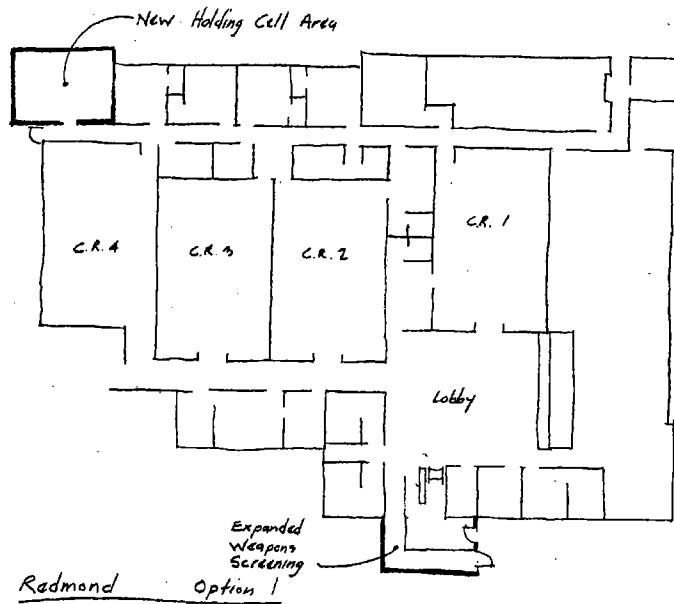 New Holding Cell Area
C.R. 4
C.R. 3
C.R. 2
C.R. 1
Lobby
Expanded
Weapons
Screening
Redmond Option 1